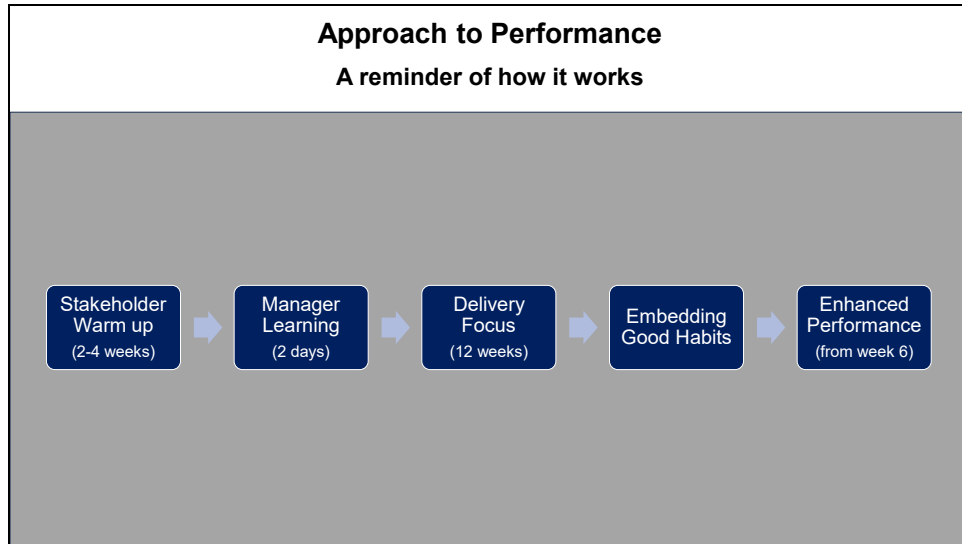 Approach to Performance
A reminder of how it works
Stakeholder
Warm up
(2-4 weeks)
Manager
Learning
(2 days)
Delivery
Focus
(12 weeks)
Embedding
Good Habits
Enhanced
Performance
(from week 6)